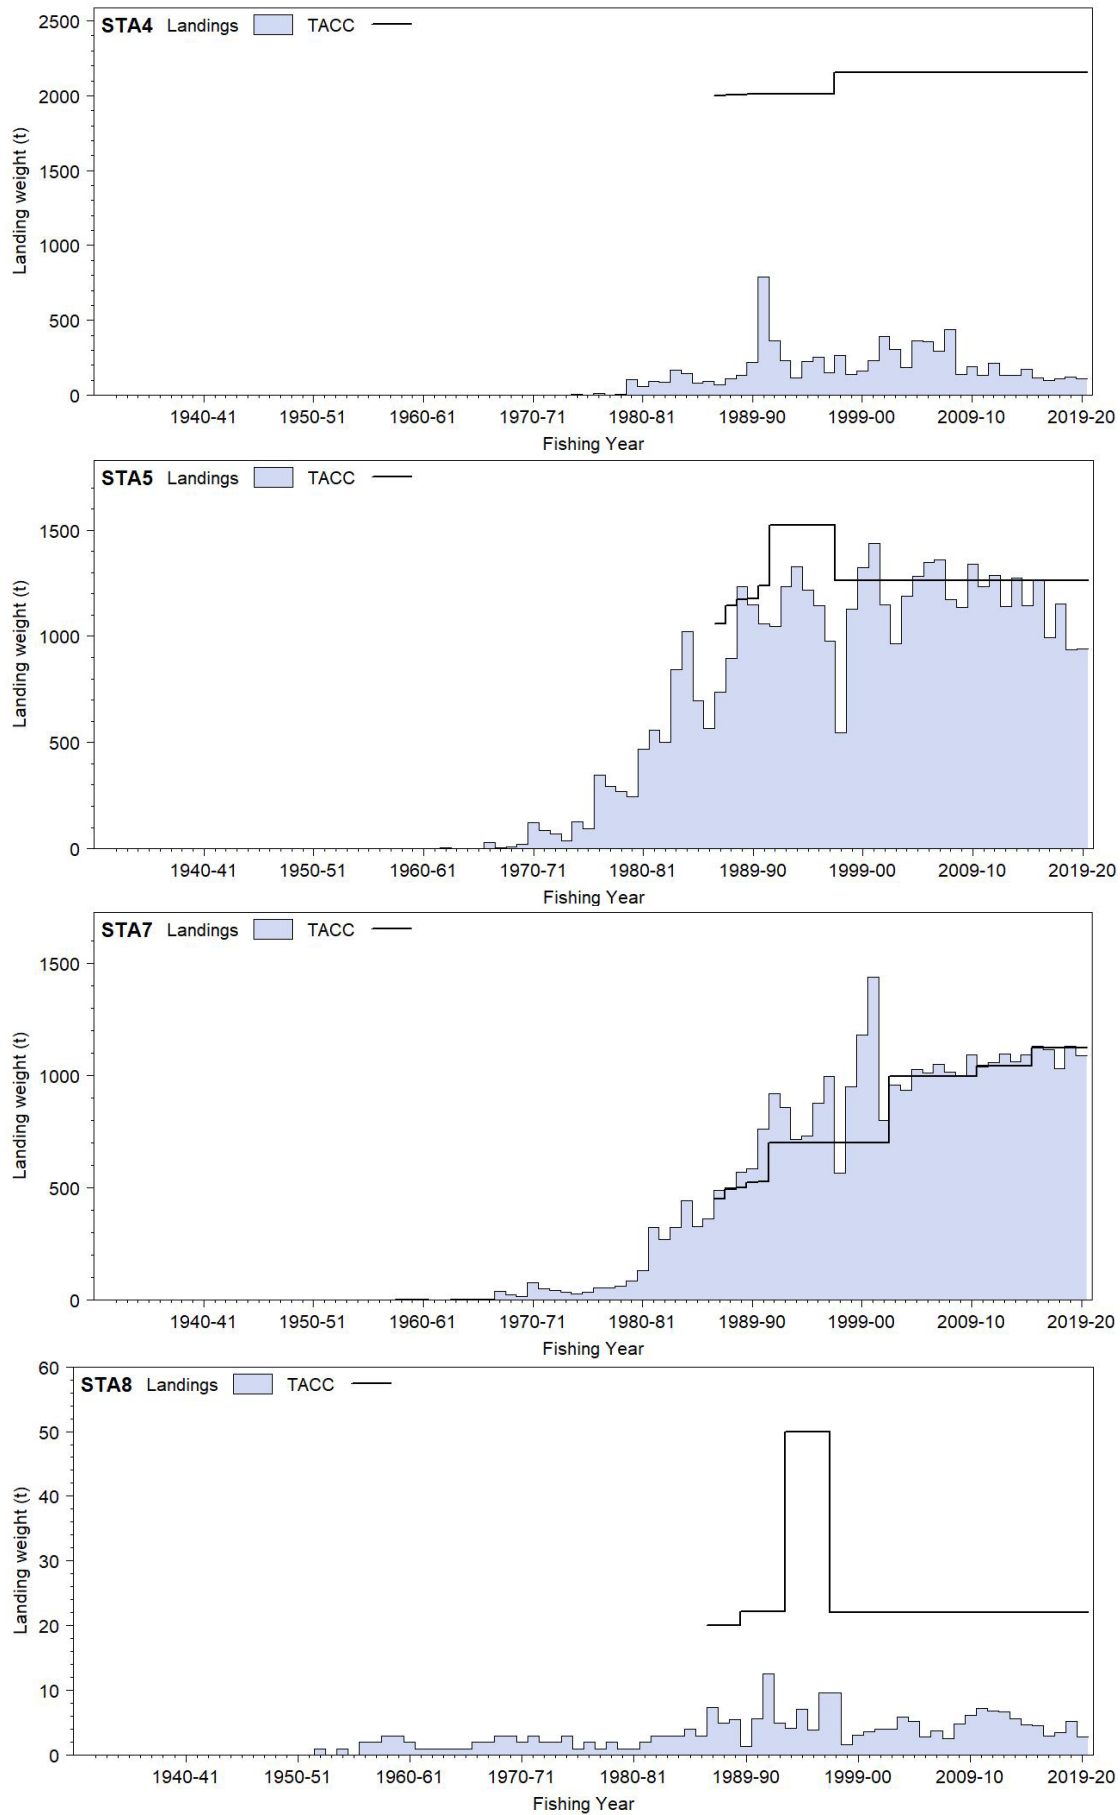 STA4 Landings TACC
2500
2000
1500
1000
500
0
Landing weight (t)
1940-41 1950-51 1960-61 1970-71 1980-81 1989-90 1999-00 2009-10 2019-20
Fishing Year
STA5 Landings TACC
1500
1000
500
0
Landing weight (t)
1940-41 1950-51 1960-61 1970-71 1980-81 1989-90 1999-00 2009-10 2019-20
Fishing Year
STA7 Landings TACC
1500
1000
500
0
Landing weight (t)
1940-41 1950-51 1960-61 1970-71 1980-81 1989-90 1999-00 2009-10 2019-20
Fishing Year
60
STA8 Landings TACC
50
40
30
20
10
0
Landing weight (t)
1940-41 1950-51 1960-61 1970-71 1980-81 1989-90 1999-00 2009-10 2019-20
Fishing Year